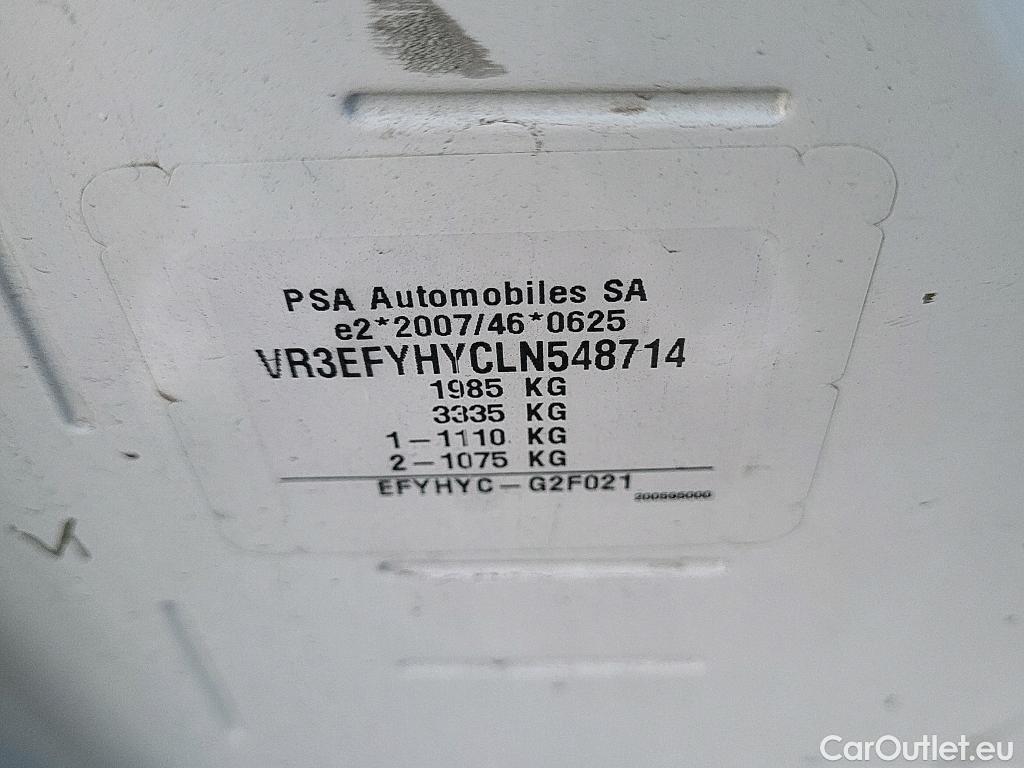 PSA Automobiles SA
e2*2007/46*0625
VR3EFYHYCLN548714
1985 KG
3335 KG
1-1110 KG
2-1075 KG
EFYHYC-G2F021
CarOutlet.eu